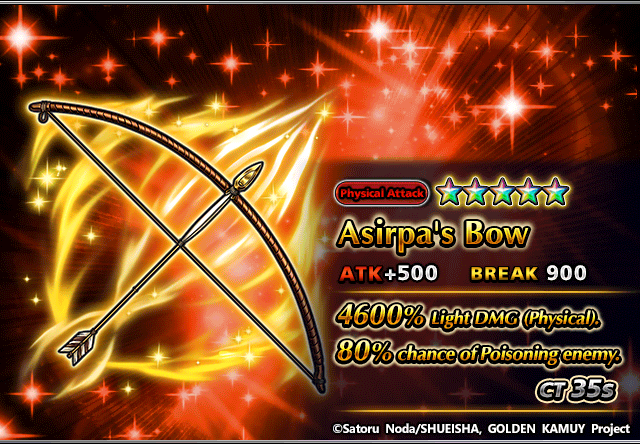 Physical Attack
Asirpa's Bow
ATK+500 BREAK 900
4600% Light DMG (Physical).
80% chance of Poisoning enemy.
CT 35s
©Satoru Noda/SHUEISHA, GOLDEN KAMUY Project